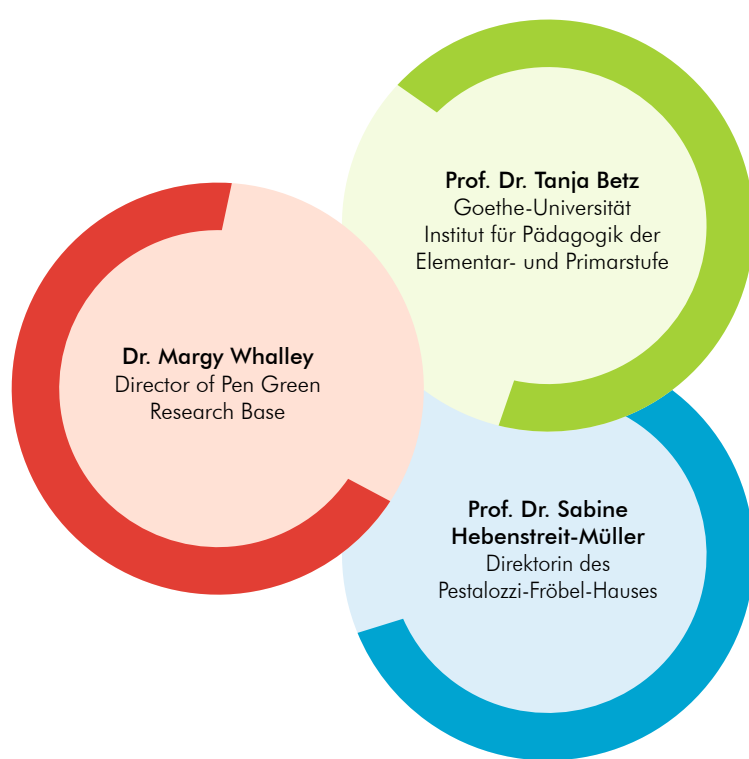 Prof. Dr. Tanja Betz
Goethe-Universität
Institut für Pädagogik der
Elementar- und Primarstufe
Dr. Margy Whalley
Director of Pen Green
Research Base
Prof. Dr. Sabine
Hebenstreit-Müller
Direktorin des
Pestalozzi-Fröbel-Hauses